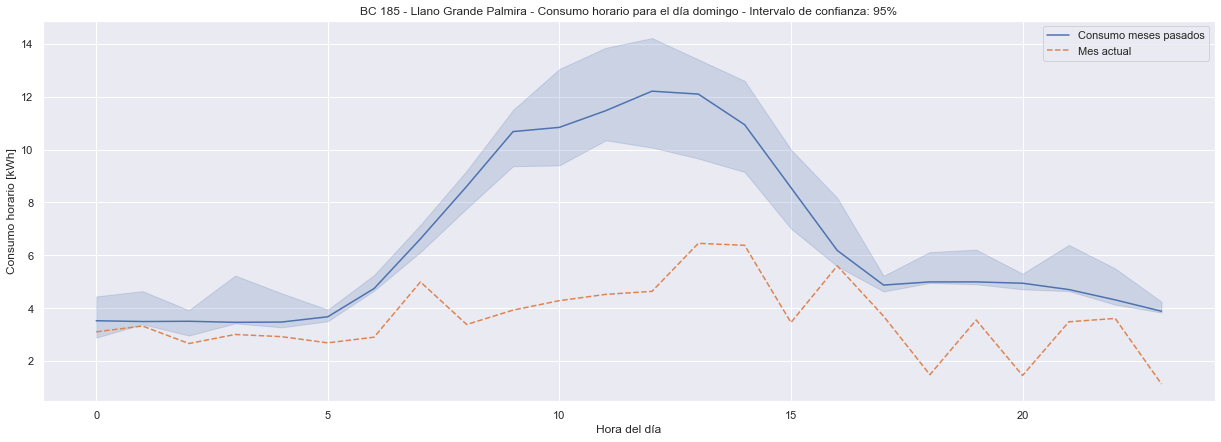 BC 185 - Llano Grande Palmira - Consumo horario para el día domingo - Intervalo de confianza: 95%
Consumo meses pasados
Mes actual
Consumo horario [kWh]
14
12
10
8
6
4
2
0
5
10
15
20
Hora del día